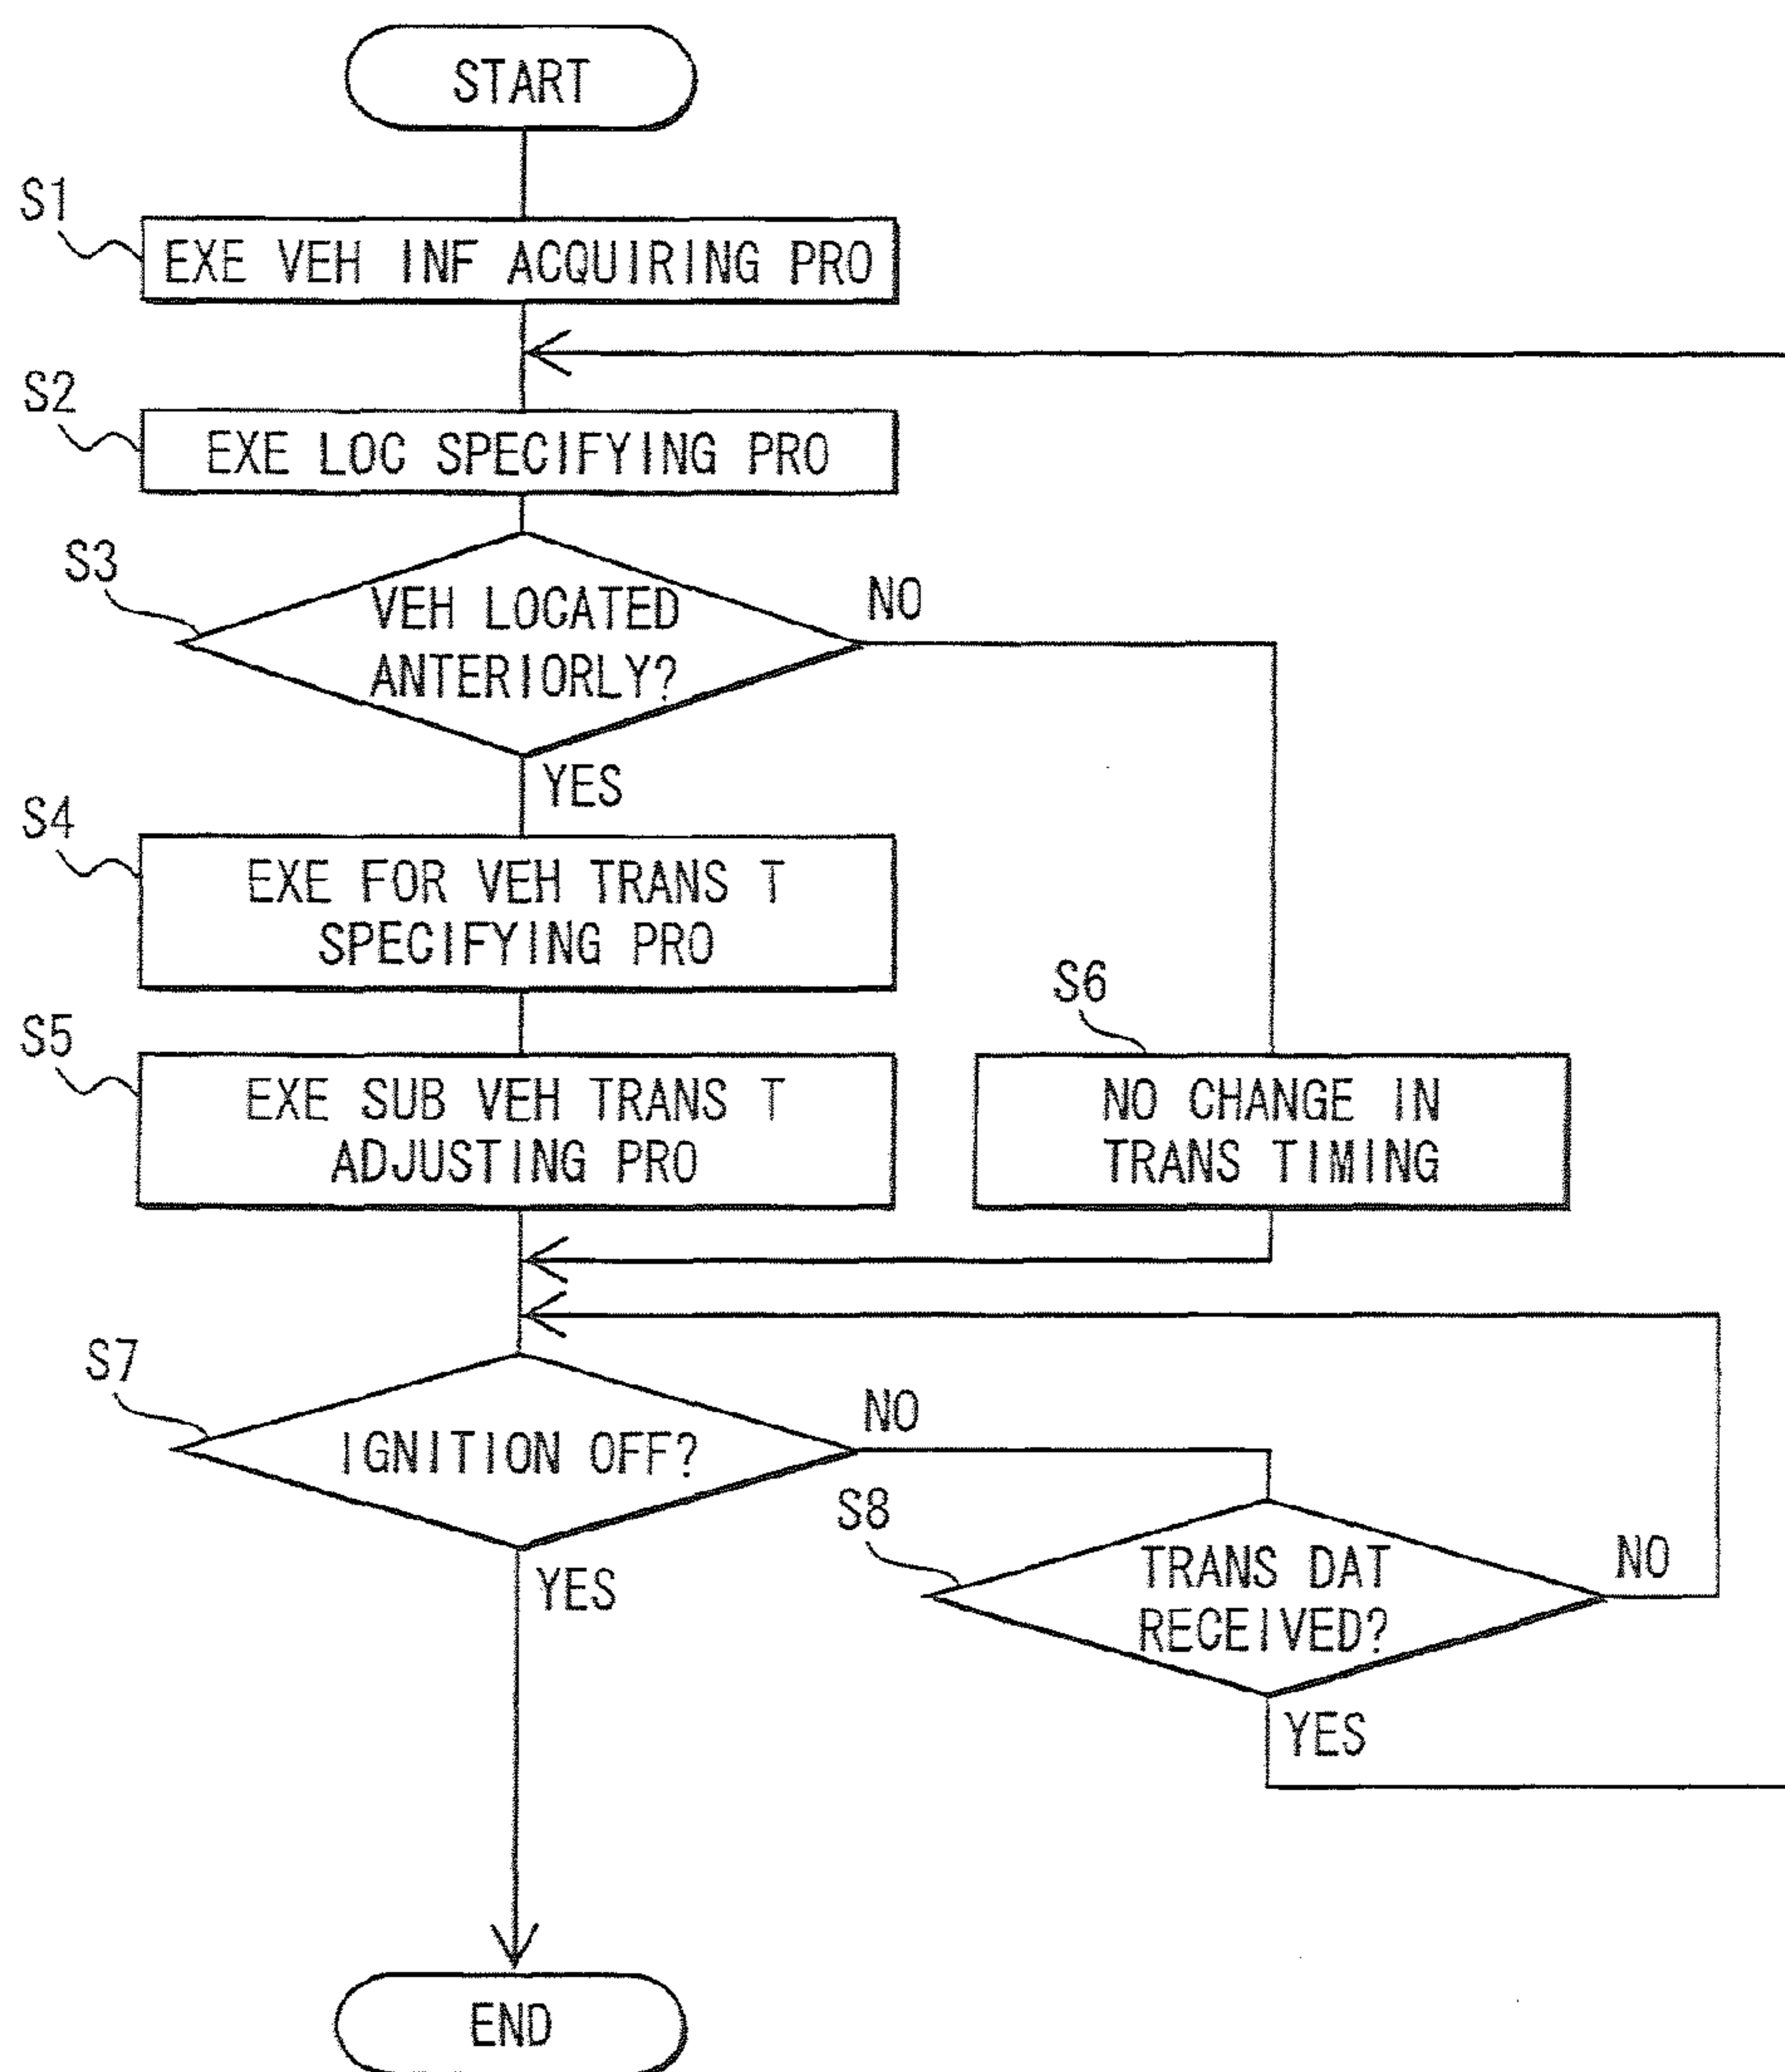 START
S1
EXE VEH INF ACQUIRING PRO
S2
EXE LOC SPECIFYING PRO
S3
VEH LOCATED
ANTERIORLY?
NO
YES
S4
EXE FOR VEH TRANS T
SPECIFYING PRO
S5
EXE SUB VEH TRANS T
ADJUSTING PRO
S6
NO CHANGE IN
TRANS TIMING
S7
IGNITION OFF?
NO
YES
S8
TRANS DAT
RECEIVED?
NO
YES
END